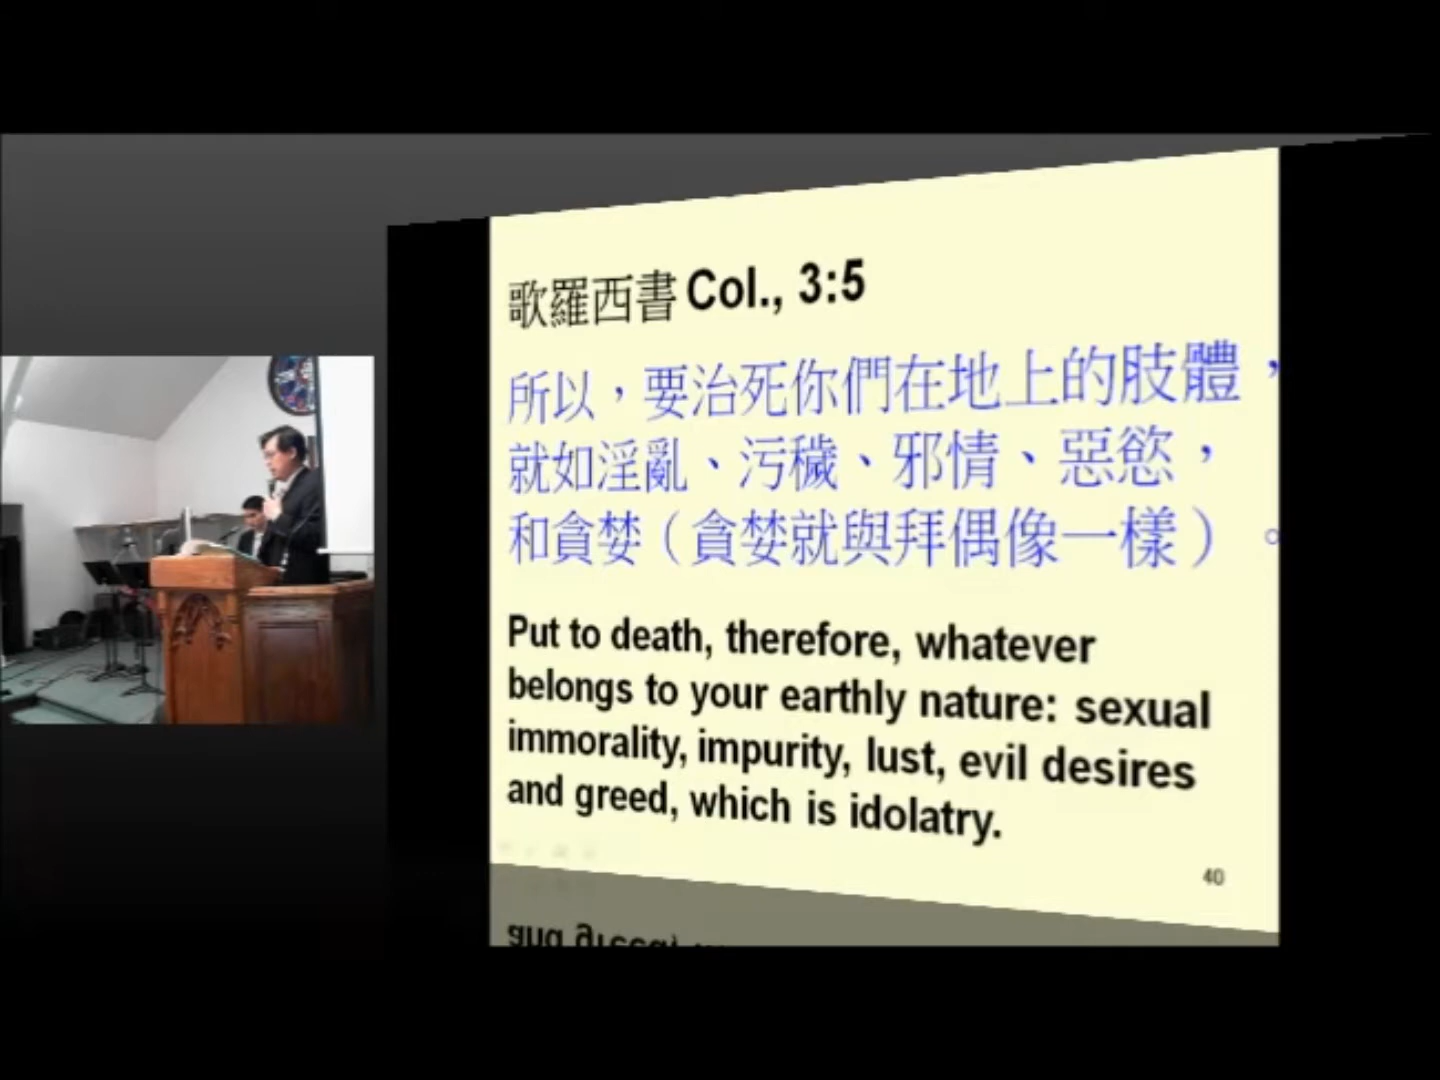 歌羅西書 Col., 3:5
所以，要治死你們在地上的肢體，
就如淫亂、污穢、邪情、惡慾，
和貪婪（貪婪就與拜偶像一樣）。
Put to death, therefore, whatever
belongs to your earthly nature: sexual
immorality, impurity, lust, evil desires
and greed, which is idolatry.
40